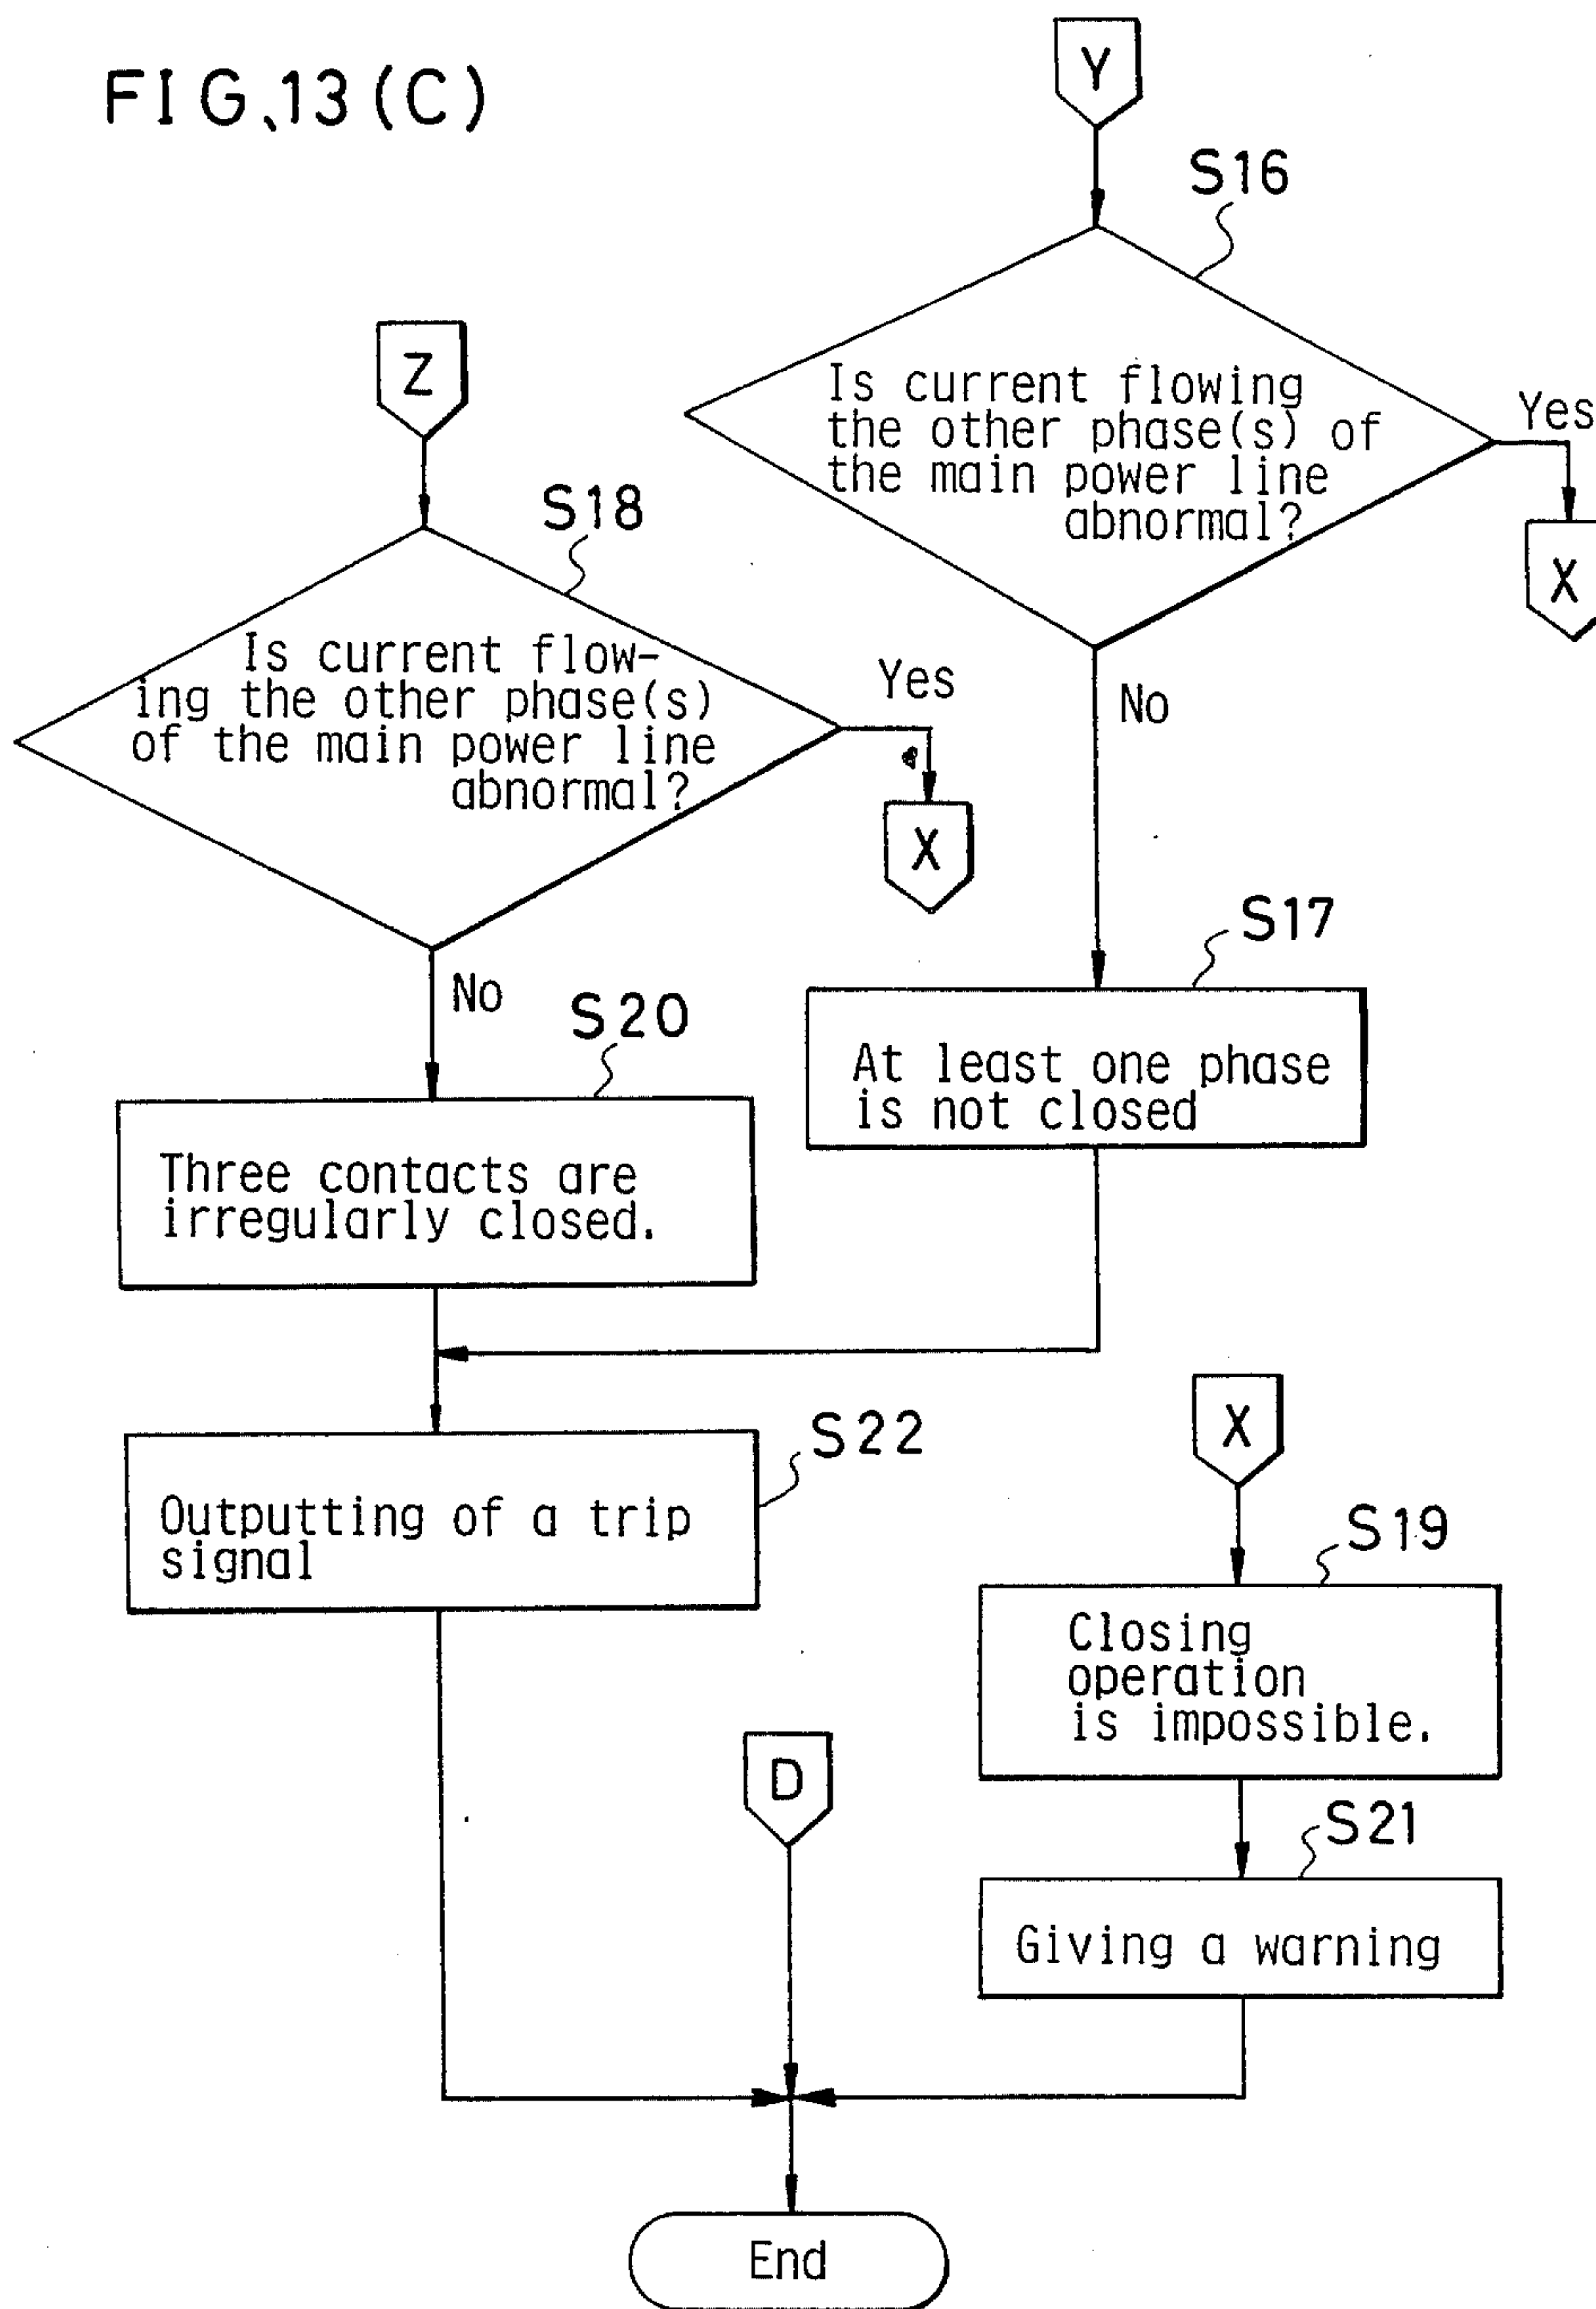 FIG.13(C)
Y
S16
Is current flowing
the other phase(s) of
the main power line
abnormal?
Yes
X
No
Z
S18
Is current flow-
ing the other phase(s)
of the main power line
abnormal?
Yes
X
No
S17
At least one phase
is not closed
S20
Three contacts are
irregularly closed.
S22
Outputting of a trip
signal
X
S19
Closing
operation
is impossible.
S21
Giving a warning
D
End